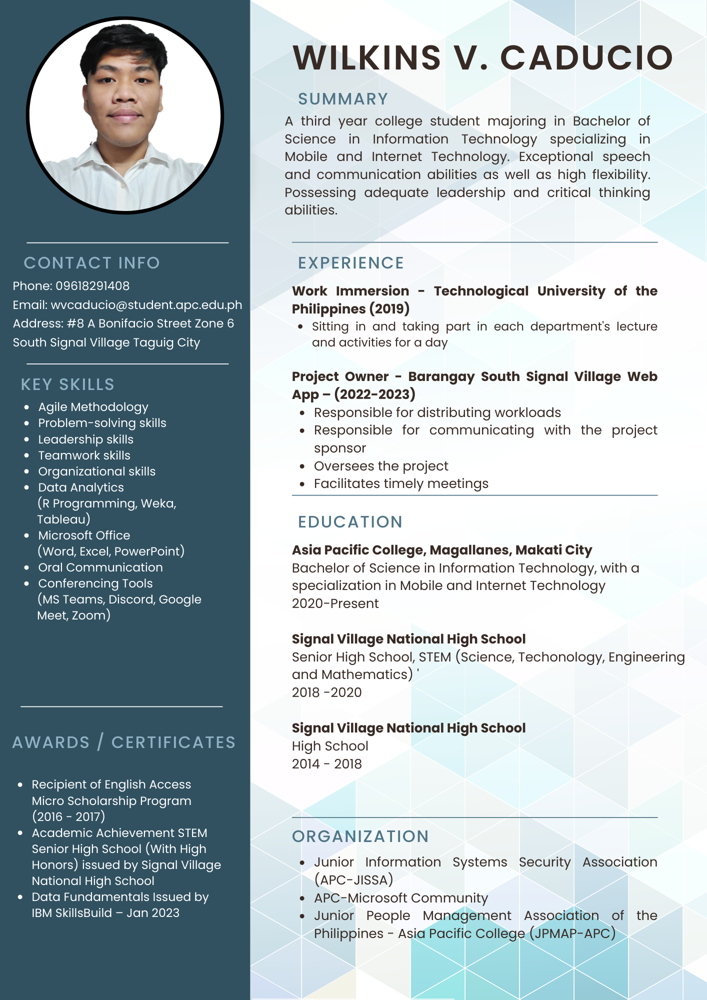 WILKINS V. CADUCIO
SUMMARY
A third year college student majoring in Bachelor of
Science in Information Technology specializing in
Mobile and Internet Technology. Exceptional speech
and communication abilities as well as high flexibility.
Possessing adequate leadership and critical thinking
abilities.
CONTACT INFO
Phone: 09618291408
Email: wvcaducio@student.apc.edu.ph
Address: #8 A Bonifacio Street Zone 6
South Signal Village Taguig City
KEY SKILLS
• Agile Methodology
• Problem-solving skills
• Leadership skills
• Teamwork skills
• Organizational skills
• Data Analytics
(R Programming, Weka,
Tableau)
• Microsoft Office
(Word, Excel, PowerPoint)
• Oral Communication
• Conferencing Tools
(MS Teams, Discord, Google
Meet, Zoom)
AWARDS / CERTIFICATES
• Recipient of English Access
Micro Scholarship Program
(2016 - 2017)
• Academic Achievement STEM
Senior High School (With High
Honors) issued by Signal Village
National High School
• Data Fundamentals Issued by
IBM SkillsBuild – Jan 2023
EXPERIENCE
Work Immersion - Technological University of the
Philippines (2019)
• Sitting in and taking part in each department's lecture
and activities for a day
Project Owner - Barangay South Signal Village Web
App – (2022-2023)
• Responsible for distributing workloads
• Responsible for communicating with the project
sponsor
• Oversees the project
• Facilitates timely meetings
EDUCATION
Asia Pacific College, Magallanes, Makati City
Bachelor of Science in Information Technology, with a
specialization in Mobile and Internet Technology
2020-Present
Signal Village National High School
Senior High School, STEM (Science, Techonology, Engineering
and Mathematics) '
2018 -2020
Signal Village National High School
High School
2014 - 2018
ORGANIZATION
• Junior Information Systems Security Association
(APC-JISSA)
• APC-Microsoft Community
• Junior People Management Association of the
Philippines - Asia Pacific College (JPMAP-APC)